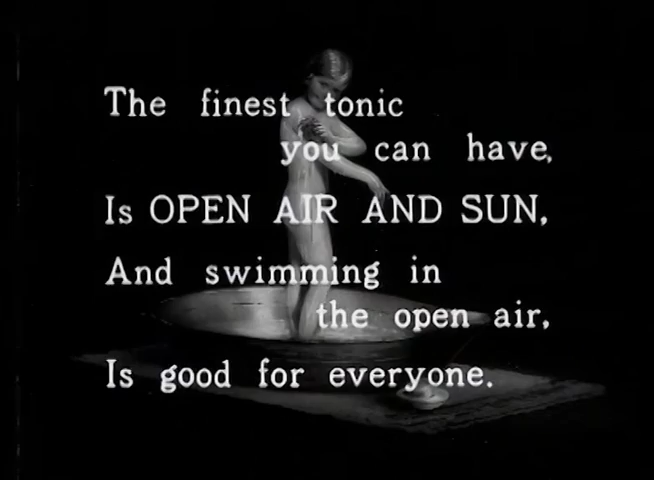 The finest tonic
you can have,
Is OPEN AIR AND SUN,
And swimming in
the open air,
Is good for everyone.